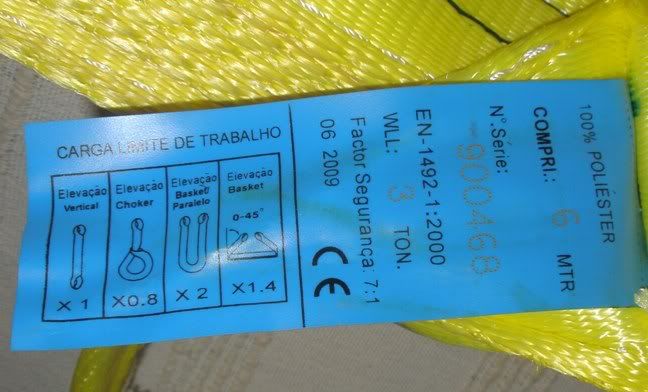 CARGA LIMITE DE TRABALHO
Elevação Vertical
X 1
Elevação Choker
X0.8
Elevação Basket/ Paralelo
X 2
Elevação Basket
0-45°
X1.4
100% POLIÉSTER
COMPRI.: 6 MTR
N° Série:
900468
EN-1492-1:2000
WLL: 3 TON.
Factor Segurança 7:1
06 2009
CE